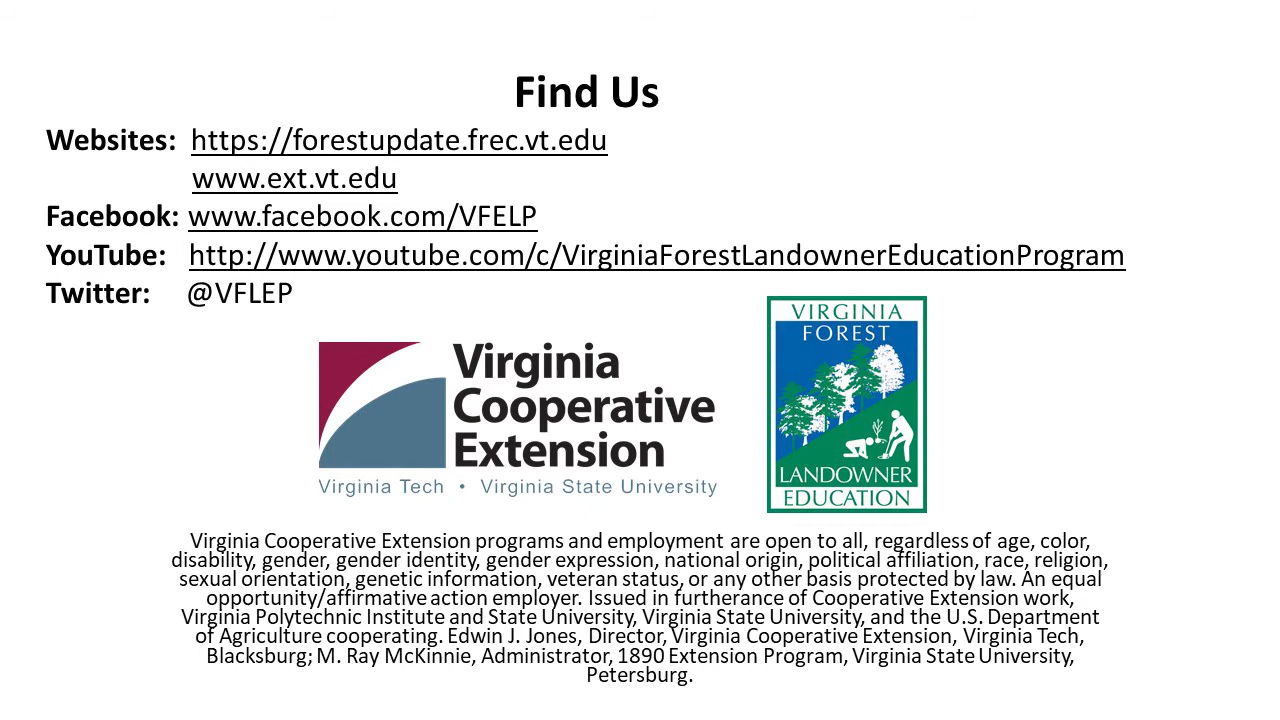 Find Us
Websites: https://forestupdate.frec.vt.edu
www.ext.vt.edu
Facebook: www.facebook.com/VFELP
YouTube: http://www.youtube.com/c/VirginiaForestLandownerEducationProgram
Twitter: @VFLEP
Virginia
Cooperative
Extension
Virginia Tech • Virginia State University
VIRGINIA
FOREST
LANDOWNER
EDUCATION
Virginia Cooperative Extension programs and employment are open to all, regardless of age, color,
disability, gender, gender identity, gender expression, national origin, political affiliation, race, religion,
sexual orientation, genetic information, veteran status, or any other basis protected by law. An equal
opportunity/affirmative action employer. Issued in furtherance of Cooperative Extension work,
Virginia Polytechnic Institute and State University, Virginia State University, and the U.S. Department
of Agriculture cooperating. Edwin J. Jones, Director, Virginia Cooperative Extension, Virginia Tech,
Blacksburg; M. Ray McKinnie, Administrator, 1890 Extension Program, Virginia State University,
Petersburg.